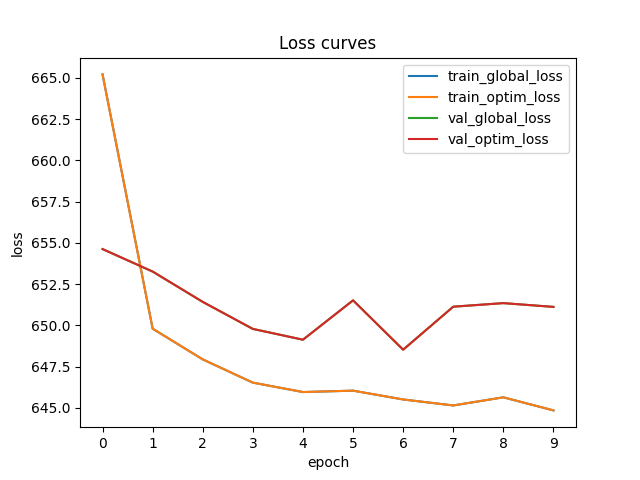 Loss curves
train_global_loss
train_optim_loss
val_global_loss
val_optim_loss
665.0
662.5
660.0
657.5
655.0
652.5
650.0
647.5
645.0
loss
0 1 2 3 4 5 6 7 8 9
epoch